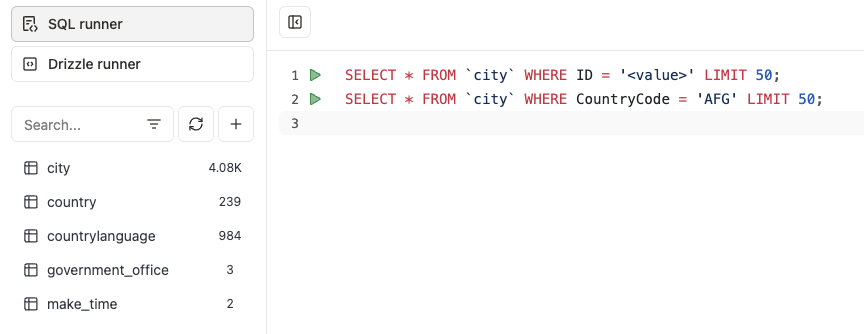 SQL runner
Drizzle runner
Search...
city 4.08K
country 239
countrylanguage 984
government_office 3
make_time 2
1 SELECT * FROM `city` WHERE ID = '<value>' LIMIT 50;
2 SELECT * FROM `city` WHERE CountryCode = 'AFG' LIMIT 50;
3